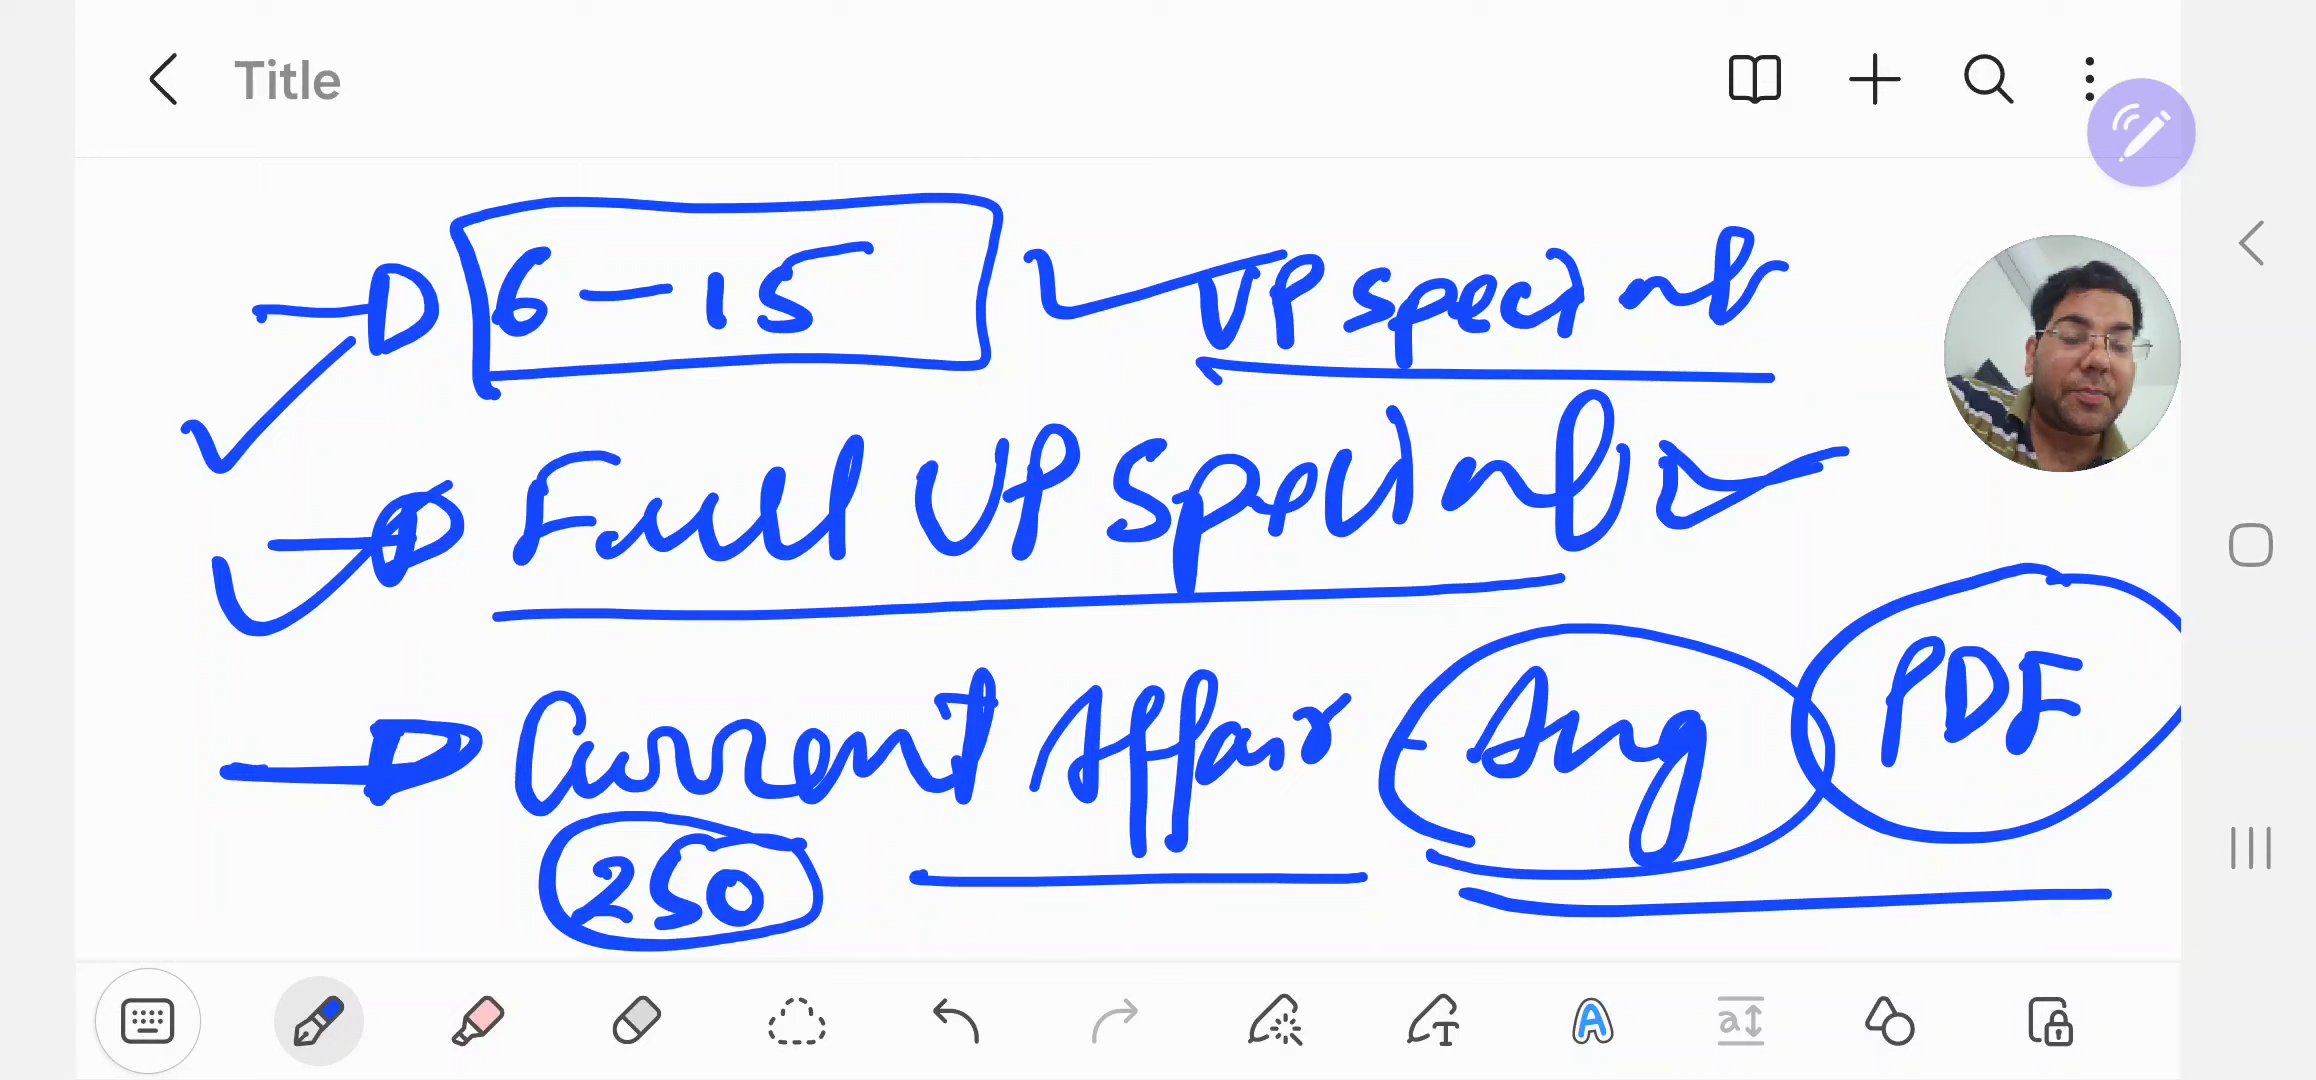 Title
6-15 UP special
Full UP special
Current Affair - Aug PDF
250